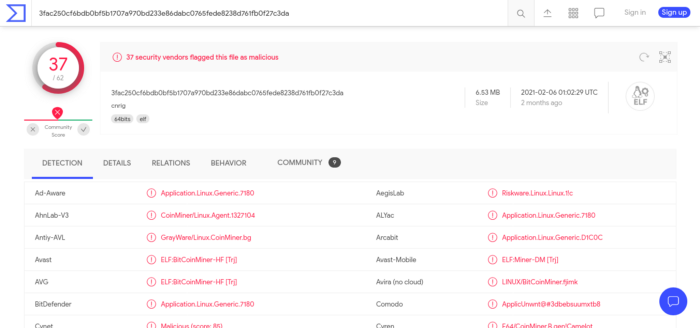 3fac250cf6bdb0bf5b1707a970bd233e86dabc0765fede8238d761fb0f27c3da
Sign in
Sign up
37
/ 62
37 security vendors flagged this file as malicious
3fac250cf6bdb0bf5b1707a970bd233e86dabc0765fede8238d761fb0f27c3da
cnrig
64bits elf
6.53 MB
Size
2021-02-06 01:02:29 UTC
2 months ago
ELF
Community
Score
DETECTION DETAILS RELATIONS BEHAVIOR COMMUNITY 9
Ad-Aware Application.Linux.Generic.7180 AegisLab Riskware.Linux.Linux.1!c
AhnLab-V3 CoinMiner/Linux.Agent.1327104 ALYac Application.Linux.Generic.7180
Antiy-AVL GrayWare/Linux.CoinMiner.bg Arcabit Application.Linux.Generic.D1C0C
Avast ELF:BitCoinMiner-HF [Trj] Avast-Mobile ELF:Miner-DM [Trj]
AVG ELF:BitCoinMiner-HF [Trj] Avira (no cloud) LINUX/BitCoinMiner.fjimk
BitDefender Application.Linux.Generic.7180 Comodo ApplicUnwnt@#3dbebsuumxtb8
Cynet Malicious (score: 85) Cyren E64/CoinMiner.B.gen!Camelot